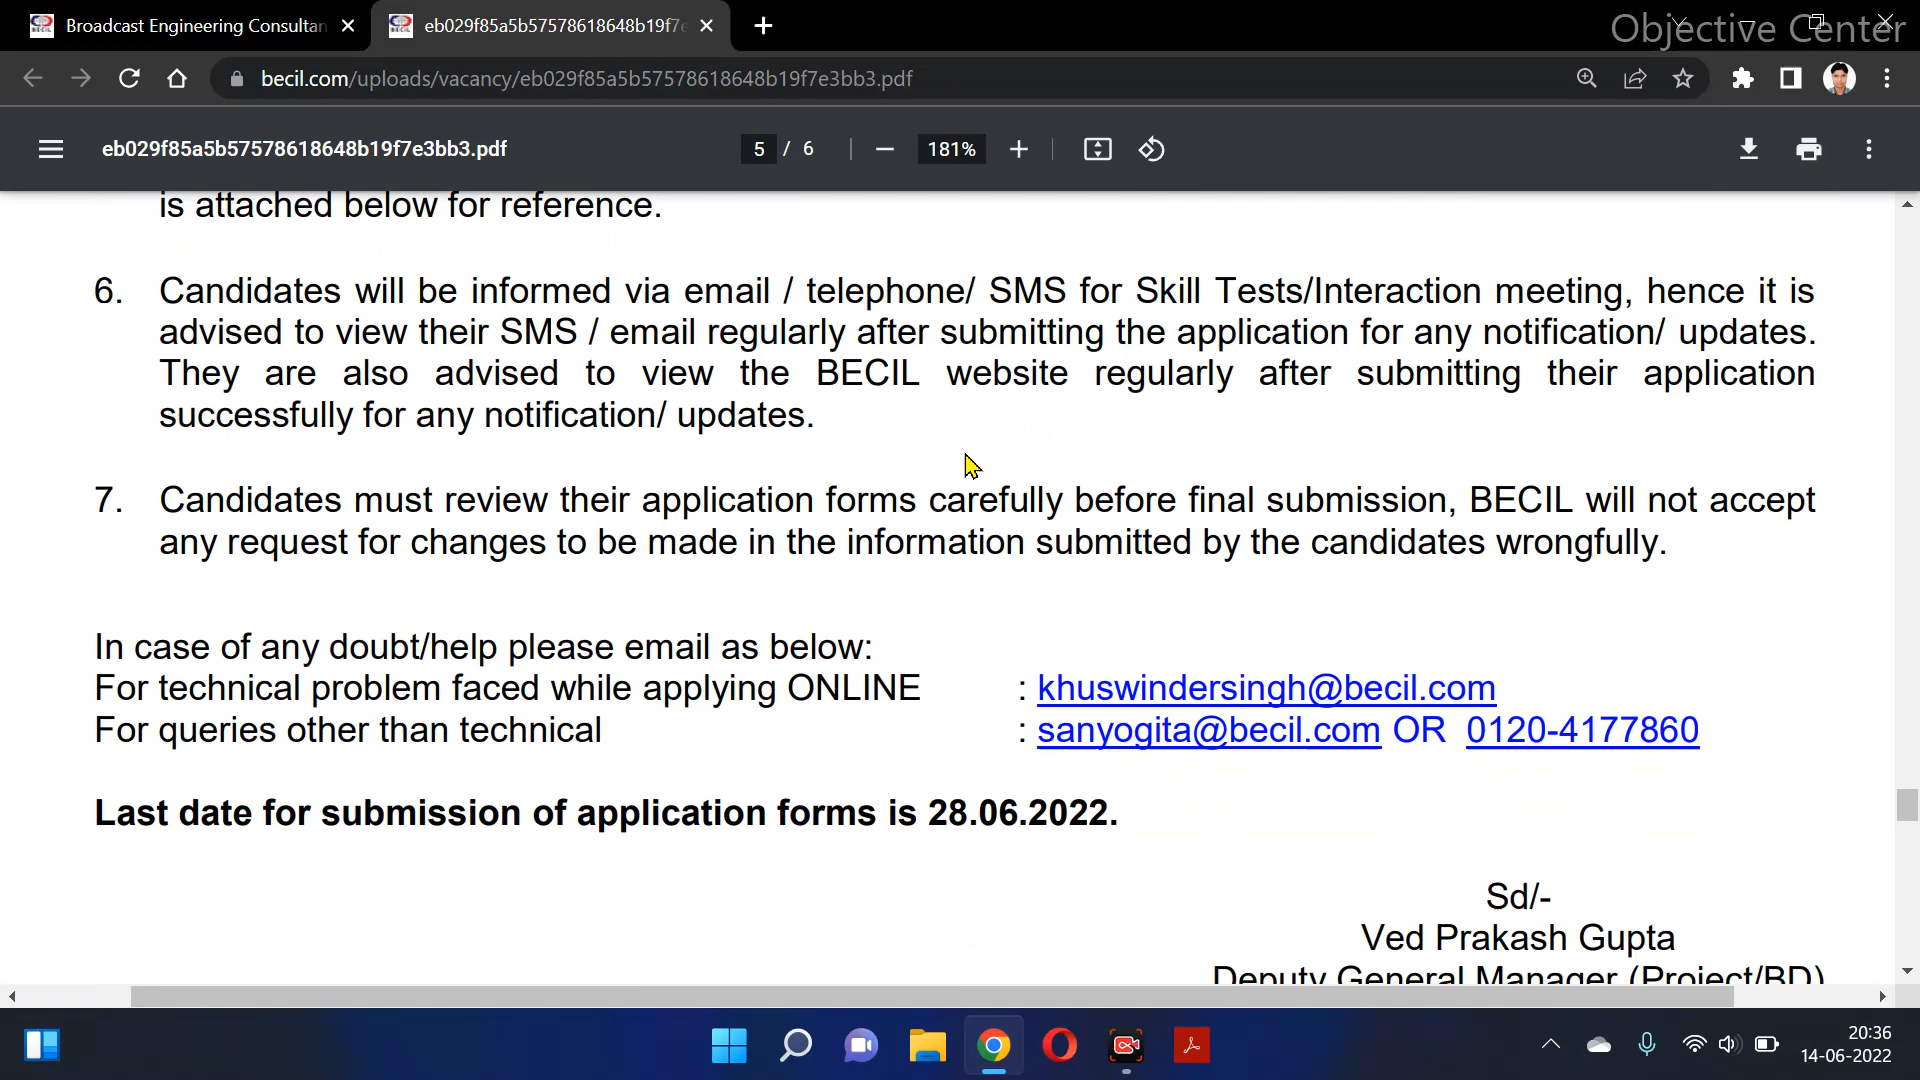 Broadcast Engineering Consultan
eb029f85a5b57578618648b19f7e
Objective Center
becil.com/uploads/vacancy/eb029f85a5b57578618648b19f7e3bb3.pdf
eb029f85a5b57578618648b19f7e3bb3.pdf
5 / 6
181%
is attached below for reference.
6. Candidates will be informed via email / telephone/ SMS for Skill Tests/Interaction meeting, hence it is
advised to view their SMS / email regularly after submitting the application for any notification/ updates.
They are also advised to view the BECIL website regularly after submitting their application
successfully for any notification/ updates.
7. Candidates must review their application forms carefully before final submission, BECIL will not accept
any request for changes to be made in the information submitted by the candidates wrongfully.
In case of any doubt/help please email as below:
For technical problem faced while applying ONLINE : khuswindersingh@becil.com
For queries other than technical : sanyogita@becil.com OR 0120-4177860
Last date for submission of application forms is 28.06.2022.
Sd/-
Ved Prakash Gupta
Deputy General Manager (Project/BD)
20:36
14-06-2022